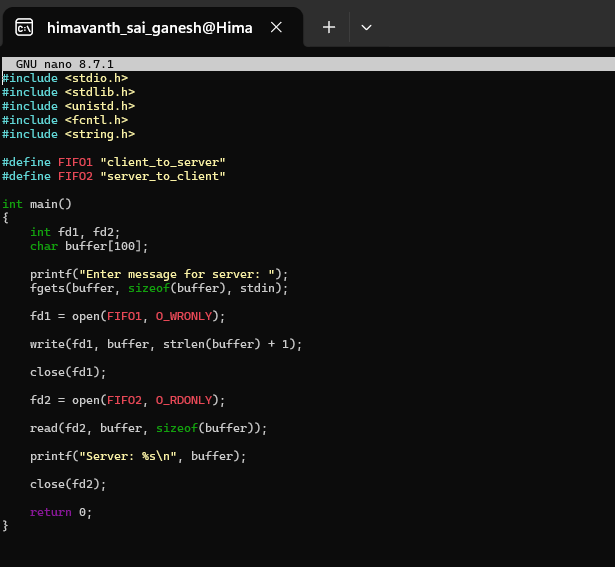 himavanth_sai_ganesh@Hima
GNU nano 8.7.1
#include <stdio.h>
#include <stdlib.h>
#include <unistd.h>
#include <fcntl.h>
#include <string.h>

#define FIFO1 "client_to_server"
#define FIFO2 "server_to_client"

int main()
{
    int fd1, fd2;
    char buffer[100];

    printf("Enter message for server: ");
    fgets(buffer, sizeof(buffer), stdin);

    fd1 = open(FIFO1, O_WRONLY);

    write(fd1, buffer, strlen(buffer) + 1);

    close(fd1);

    fd2 = open(FIFO2, O_RDONLY);

    read(fd2, buffer, sizeof(buffer));

    printf("Server: %s\n", buffer);

    close(fd2);

    return 0;
}